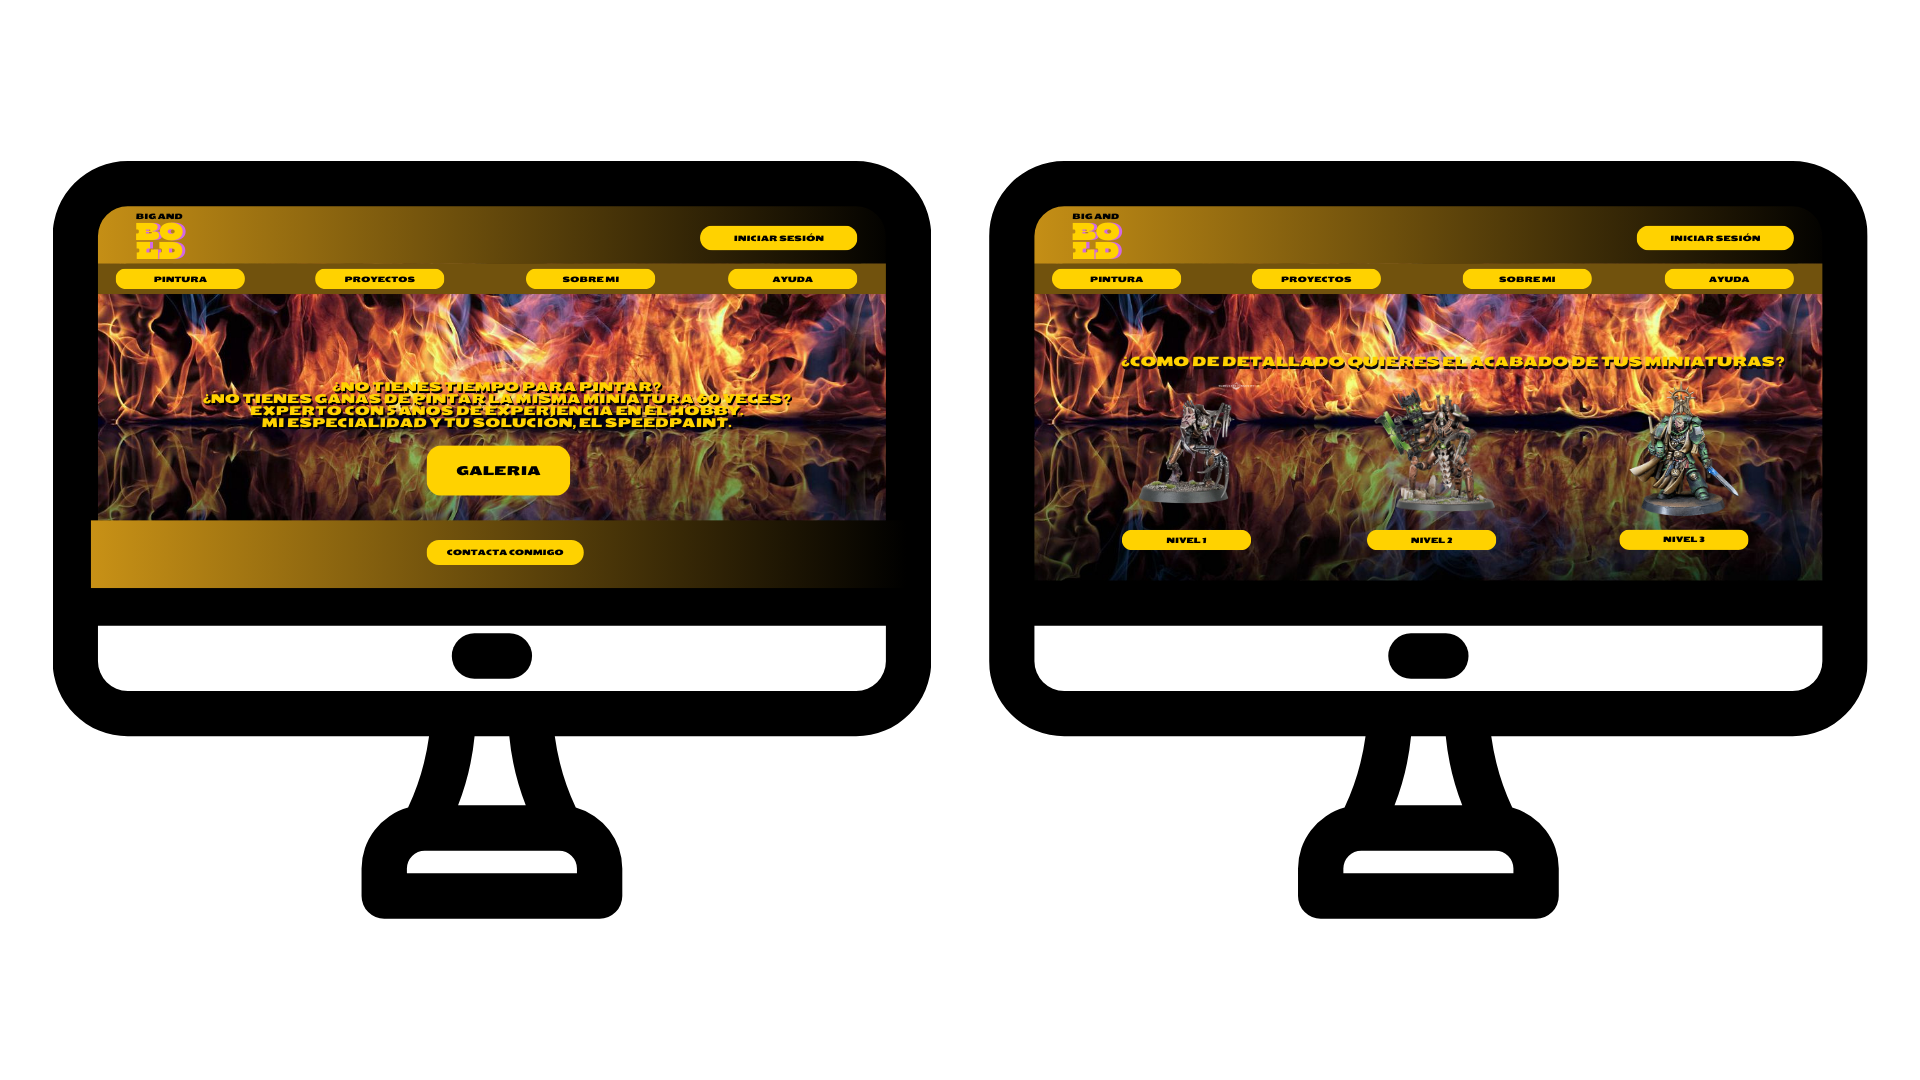 BIG AND
BO
LD
INICIAR SESIÓN
PINTURA
PROYECTOS
SOBRE MI
AYUDA
¿NO TIENES TIEMPO PARA PINTAR?
¿NO TIENES GANAS DE PINTAR LA MISMA MINIATURA 60 VECES?
EXPERTO CON 5 AÑOS DE EXPERIENCIA EN EL HOBBY.
MI ESPECIALIDAD Y TU SOLUCIÓN, EL SPEEDPAINT.
GALERIA
CONTACTA CONMIGO
BIG AND
BO
LD
INICIAR SESIÓN
PINTURA
PROYECTOS
SOBRE MI
AYUDA
¿COMO DE DETALLADO QUIERES EL ACABADO DE TUS MINIATURAS?
NIVEL 1
NIVEL 2
NIVEL 3